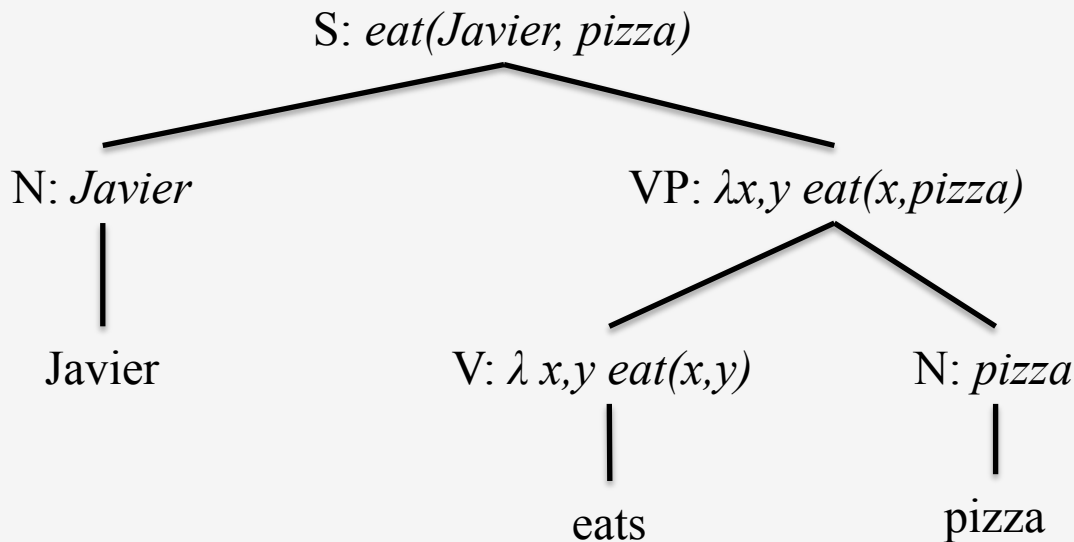 S: eat(Javier, pizza)
N: Javier
VP: λx,y eat(x,pizza)
Javier
V: λ x,y eat(x,y)
N: pizza
eats
pizza